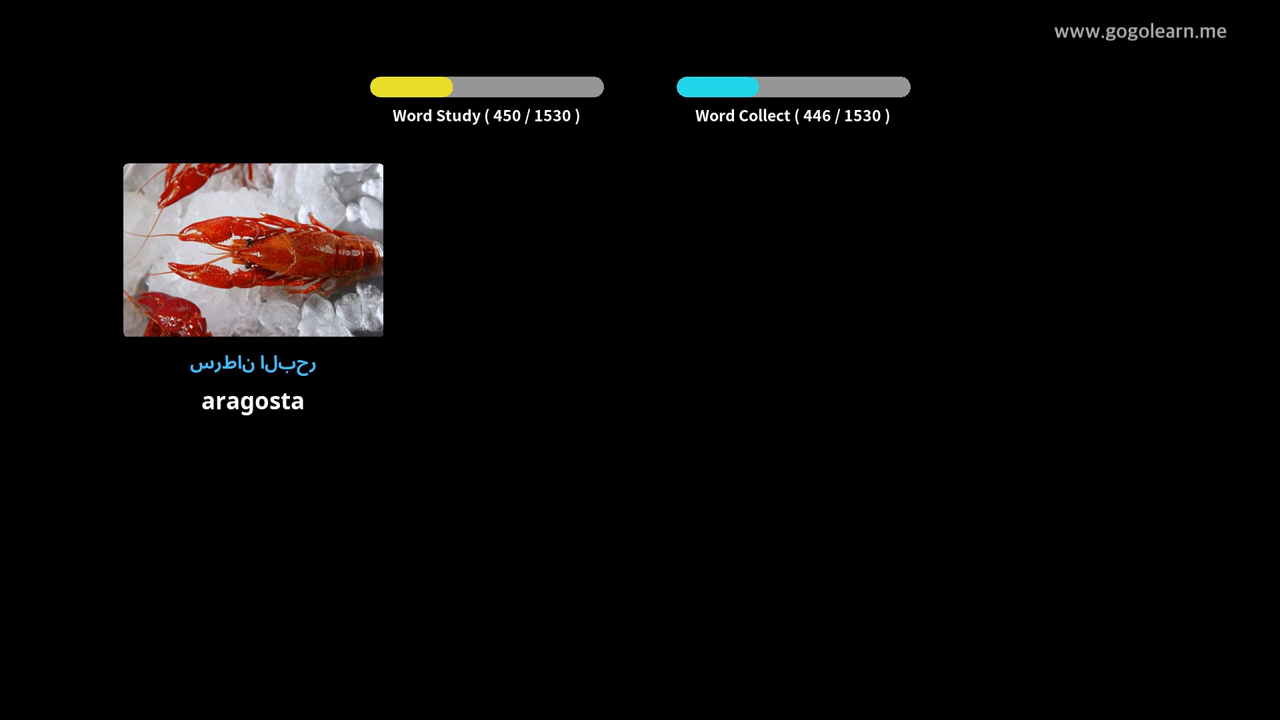 www.gogolearn.me
Word Study ( 450 / 1530 )
Word Collect ( 446 / 1530 )
سرطان البحر
aragosta